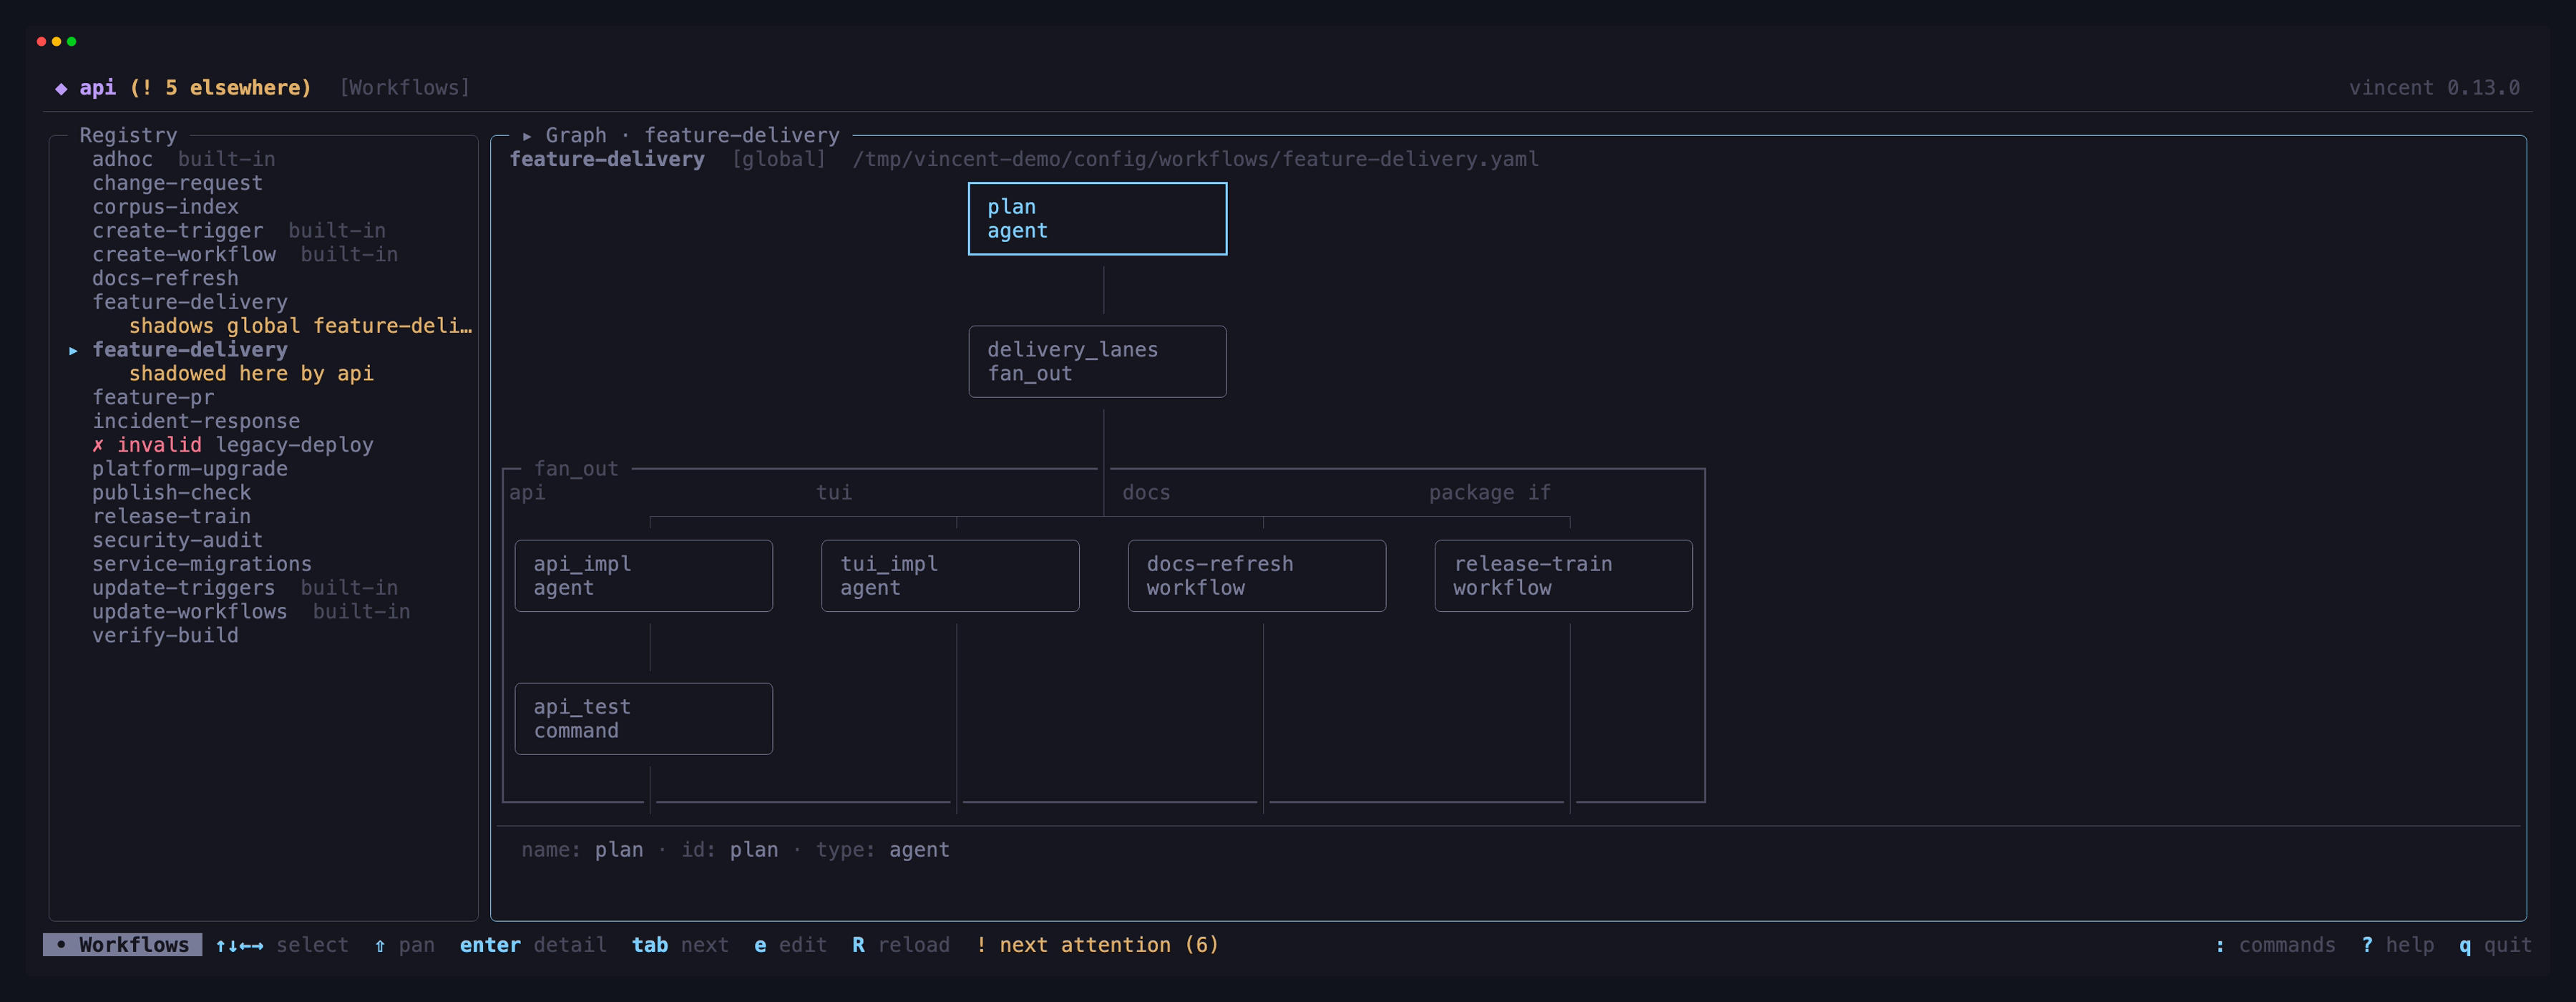 ◆ api (! 5 elsewhere) [Workflows] vincent 0.13.0
Registry
adhoc built-in
change-request
corpus-index
create-trigger built-in
create-workflow built-in
docs-refresh
feature-delivery
shadows global feature-deli…
▸ feature-delivery
shadowed here by api
feature-pr
incident-response
✗ invalid legacy-deploy
platform-upgrade
publish-check
release-train
security-audit
service-migrations
update-triggers built-in
update-workflows built-in
verify-build
▸ Graph · feature-delivery
feature-delivery [global] /tmp/vincent-demo/config/workflows/feature-delivery.yaml
plan
agent
delivery_lanes
fan_out
fan_out
api tui docs package if
api_impl
agent
tui_impl
agent
docs-refresh
workflow
release-train
workflow
api_test
command
name: plan · id: plan · type: agent
• Workflows ↑↓←→ select ⇧ pan enter detail tab next e edit R reload ! next attention (6) : commands ? help q quit